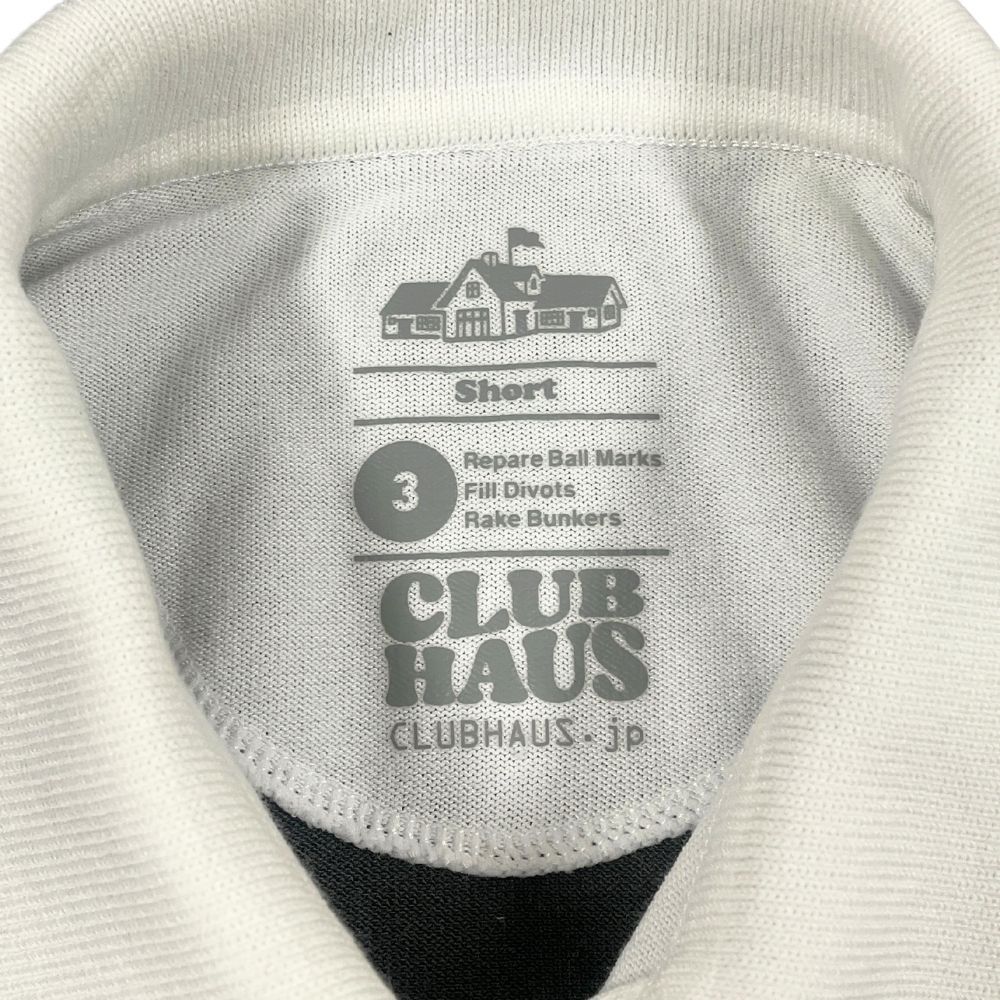 Short
3
Repare Ball Marks
Fill Divots
Rake Bunkers
CLUB
HAUS
CLUBHAUS.jp